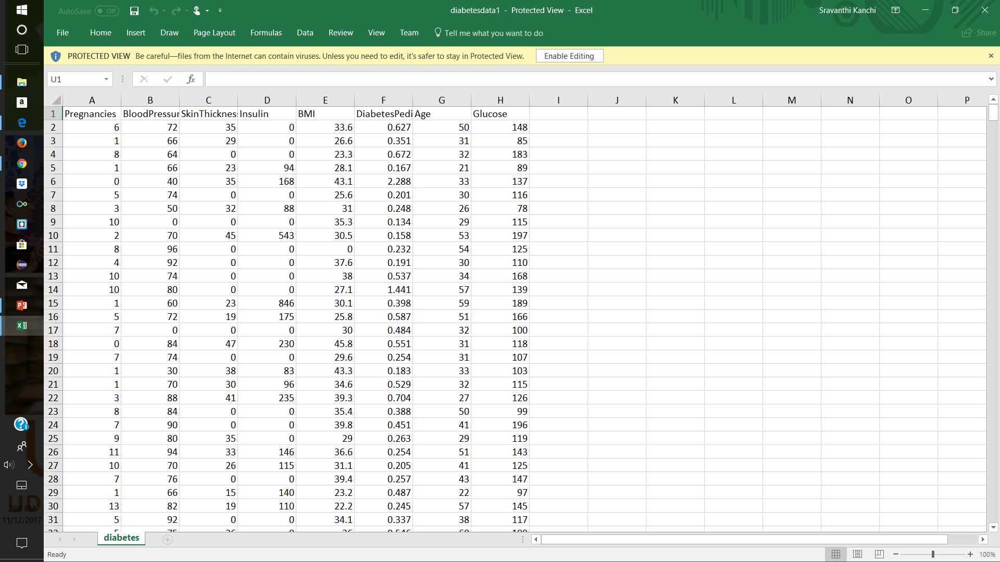 AutoSave Off
diabetesdata1 - Protected View - Excel
Sravanthi Kanchi
File Home Insert Draw Page Layout Formulas Data Review View Team Tell me what you want to do Share
PROTECTED VIEW Be careful—files from the Internet can contain viruses. Unless you need to edit, it's safer to stay in Protected View. Enable Editing
U1 fx
A B C D E F G H I J K L M N O P
1 Pregnancies BloodPressur SkinThickness Insulin BMI DiabetesPedi Age Glucose
2 6 72 35 0 33.6 0.627 50 148
3 1 66 29 0 26.6 0.351 31 85
4 8 64 0 0 23.3 0.672 32 183
5 1 66 23 94 28.1 0.167 21 89
6 0 40 35 168 43.1 2.288 33 137
7 5 74 0 0 25.6 0.201 30 116
8 3 50 32 88 31 0.248 26 78
9 10 0 0 0 35.3 0.134 29 115
10 2 70 45 543 30.5 0.158 53 197
11 8 96 0 0 0 0.232 54 125
12 4 92 0 0 37.6 0.191 30 110
13 10 74 0 0 38 0.537 34 168
14 10 80 0 0 27.1 1.441 57 139
15 1 60 23 846 30.1 0.398 59 189
16 5 72 19 175 25.8 0.587 51 166
17 7 0 0 0 30 0.484 32 100
18 0 84 47 230 45.8 0.551 31 118
19 7 74 0 0 29.6 0.254 31 107
20 1 30 38 83 43.3 0.183 33 103
21 1 70 30 96 34.6 0.529 32 115
22 3 88 41 235 39.3 0.704 27 126
23 8 84 0 0 35.4 0.388 50 99
24 7 90 0 0 39.8 0.451 41 196
25 9 80 35 0 29 0.263 29 119
26 11 94 33 146 36.6 0.254 51 143
27 10 70 26 115 31.1 0.205 41 125
28 7 76 0 0 39.4 0.257 43 147
29 1 66 15 140 23.2 0.487 22 97
30 13 82 19 110 22.2 0.245 57 145
31 5 92 0 0 34.1 0.337 38 117
diabetes
Ready
100%
2:09 PM
11/12/2017